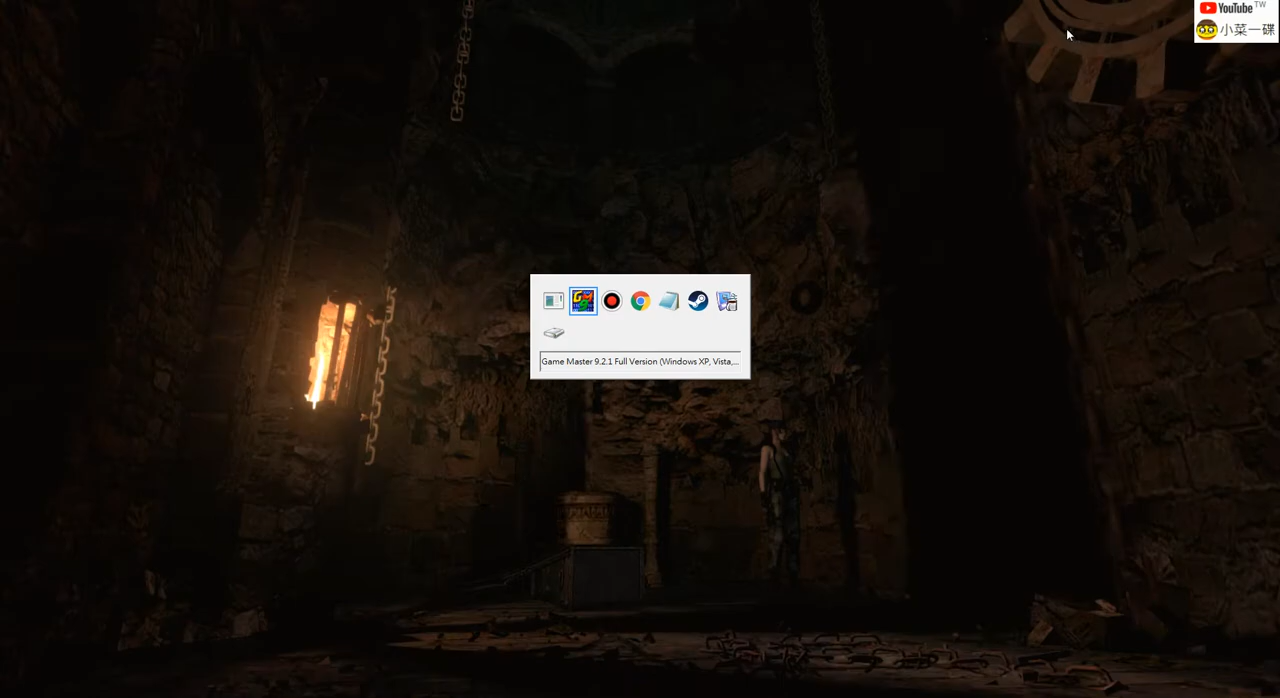 YouTube TW
小菜一碟
Game Master 9.2.1 Full Version (Windows XP, Vista,...